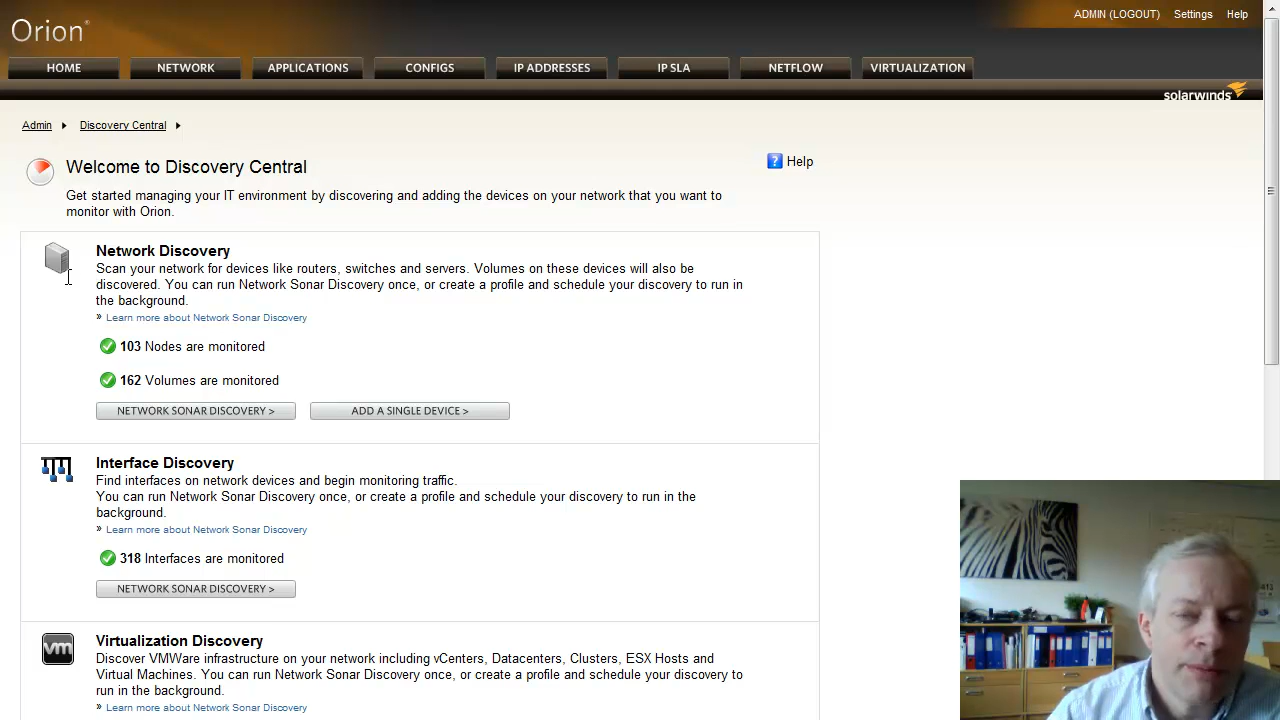 Orion
ADMIN (LOGOUT) Settings Help
HOME NETWORK APPLICATIONS CONFIGS IP ADDRESSES IP SLA NETFLOW VIRTUALIZATION
solarwinds
Admin Discovery Central
Welcome to Discovery Central
? Help
Get started managing your IT environment by discovering and adding the devices on your network that you want to
monitor with Orion.
Network Discovery
Scan your network for devices like routers, switches and servers. Volumes on these devices will also be
discovered. You can run Network Sonar Discovery once, or create a profile and schedule your discovery to run in
the background.
» Learn more about Network Sonar Discovery
103 Nodes are monitored
162 Volumes are monitored
NETWORK SONAR DISCOVERY > ADD A SINGLE DEVICE >
Interface Discovery
Find interfaces on network devices and begin monitoring traffic.
You can run Network Sonar Discovery once, or create a profile and schedule your discovery to run in the
background.
» Learn more about Network Sonar Discovery
318 Interfaces are monitored
NETWORK SONAR DISCOVERY >
vm
Virtualization Discovery
Discover VMWare infrastructure on your network including vCenters, Datacenters, Clusters, ESX Hosts and
Virtual Machines. You can run Network Sonar Discovery once, or create a profile and schedule your discovery to
run in the background.
» Learn more about Network Sonar Discovery